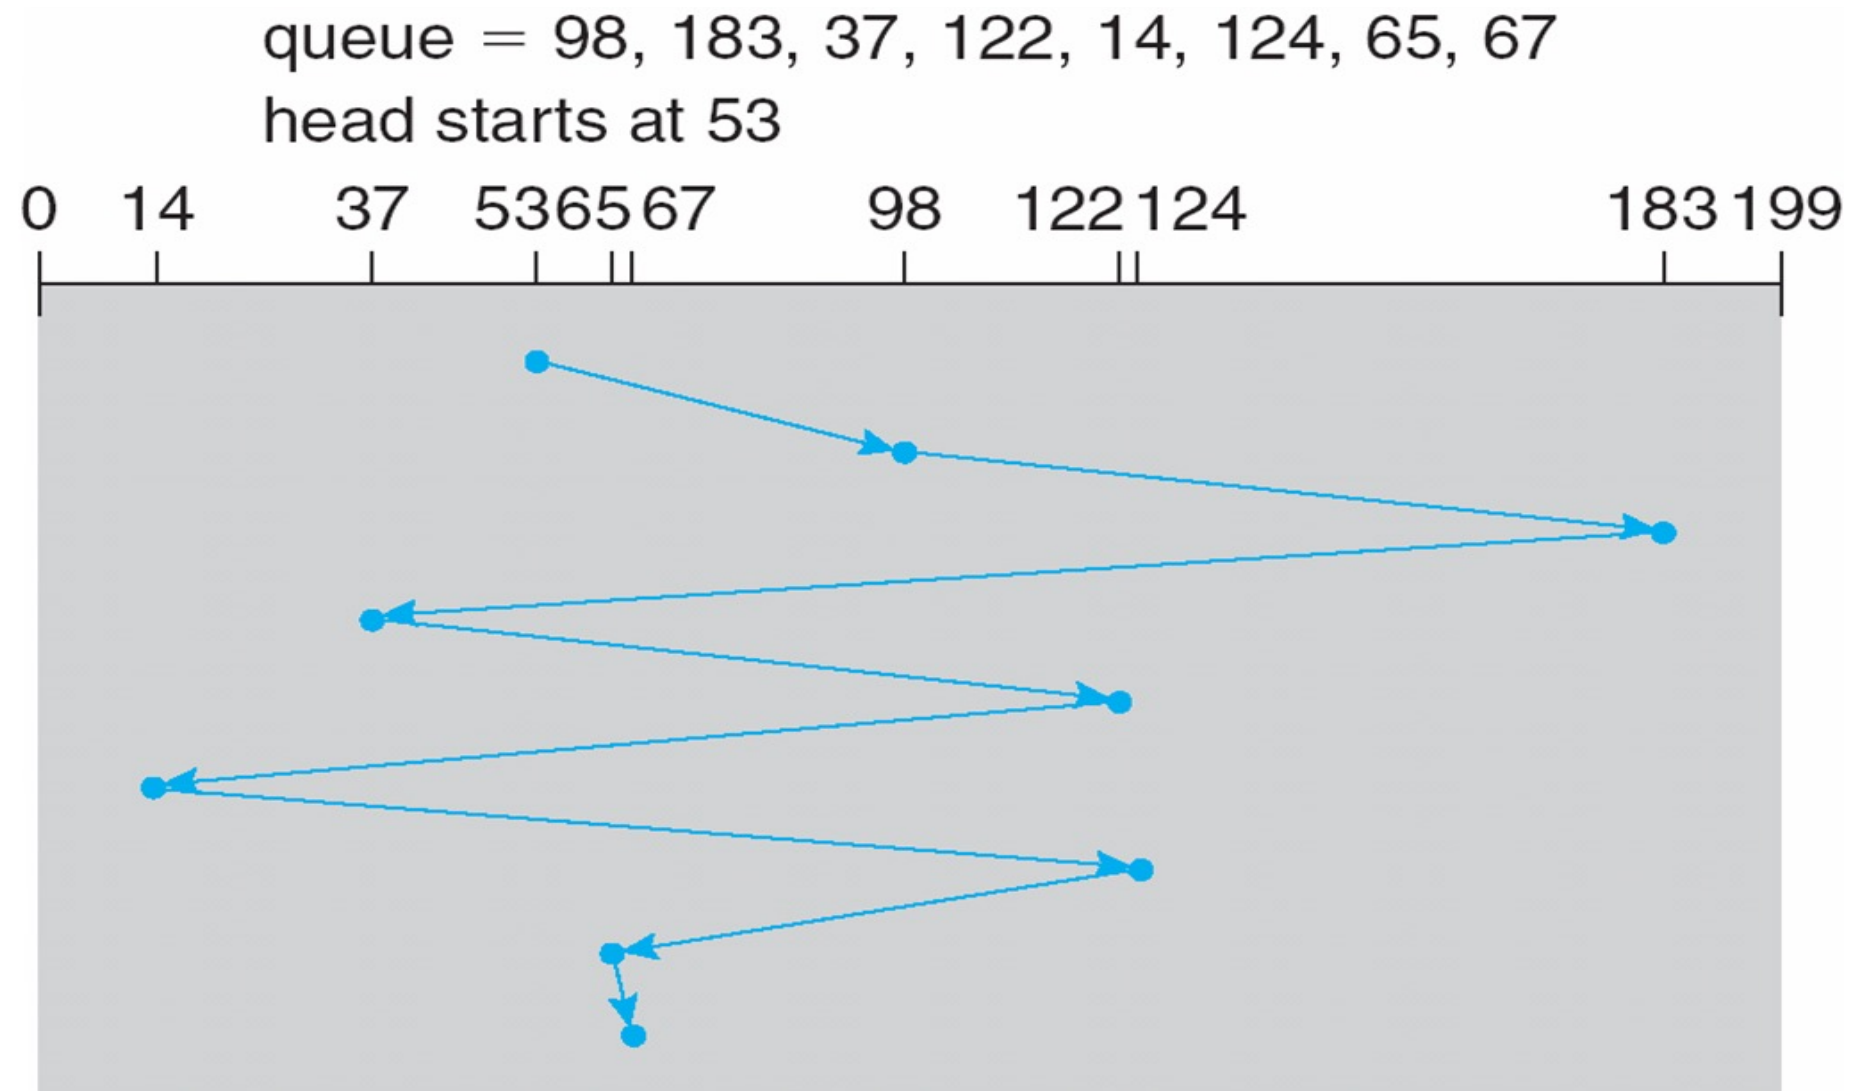 queue = 98, 183, 37, 122, 14, 124, 65, 67
head starts at 53
0 14 37 53 65 67 98 122 124 183 199